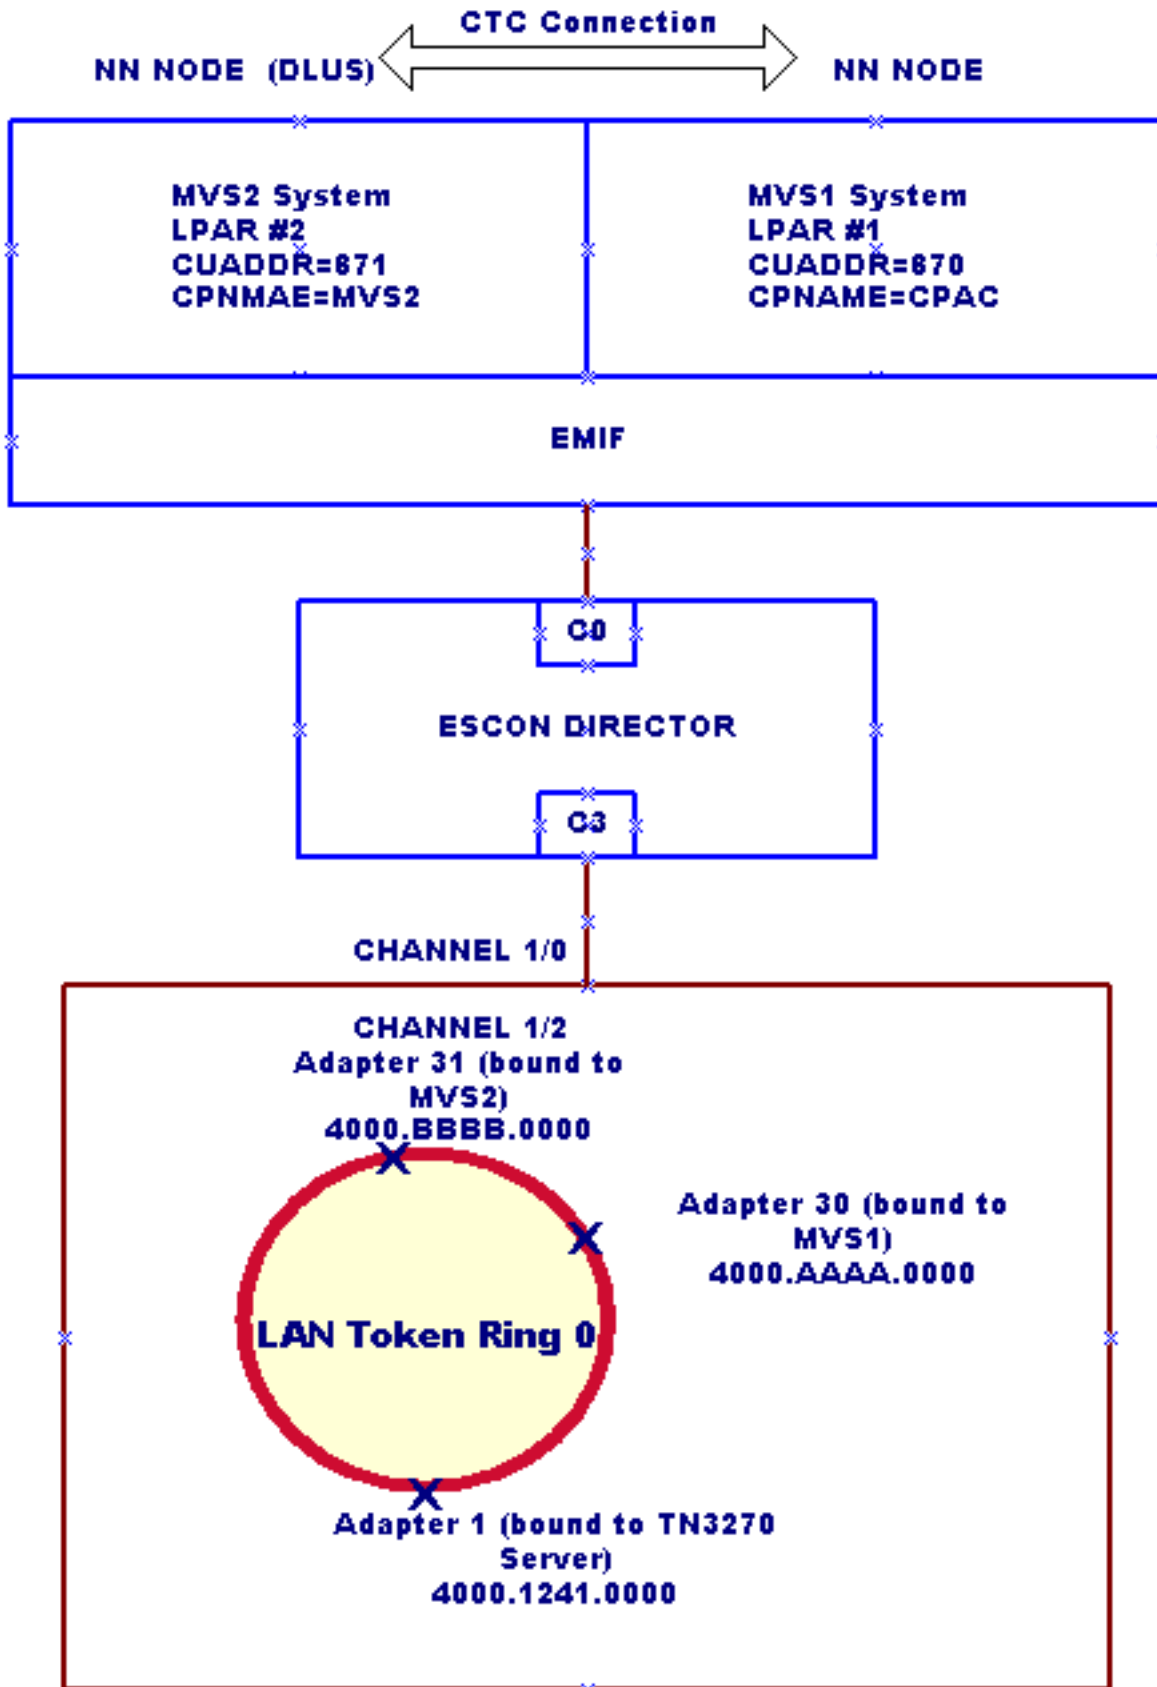 CTC Connection
NN NODE (DLUS)
NN NODE
MVS2 System
LPAR #2
CUADDR=671
CPNMAE=MVS2
MVS1 System
LPAR #1
CUADDR=670
CPNAME=CPAC
EMIF
C0
ESCON DIRECTOR
C3
CHANNEL 1/0
CHANNEL 1/2
Adapter 31 (bound to
MVS2)
4000.BBBB.0000
Adapter 30 (bound to
MVS1)
4000.AAAA.0000
LAN Token Ring 0
Adapter 1 (bound to TN3270
Server)
4000.1241.0000